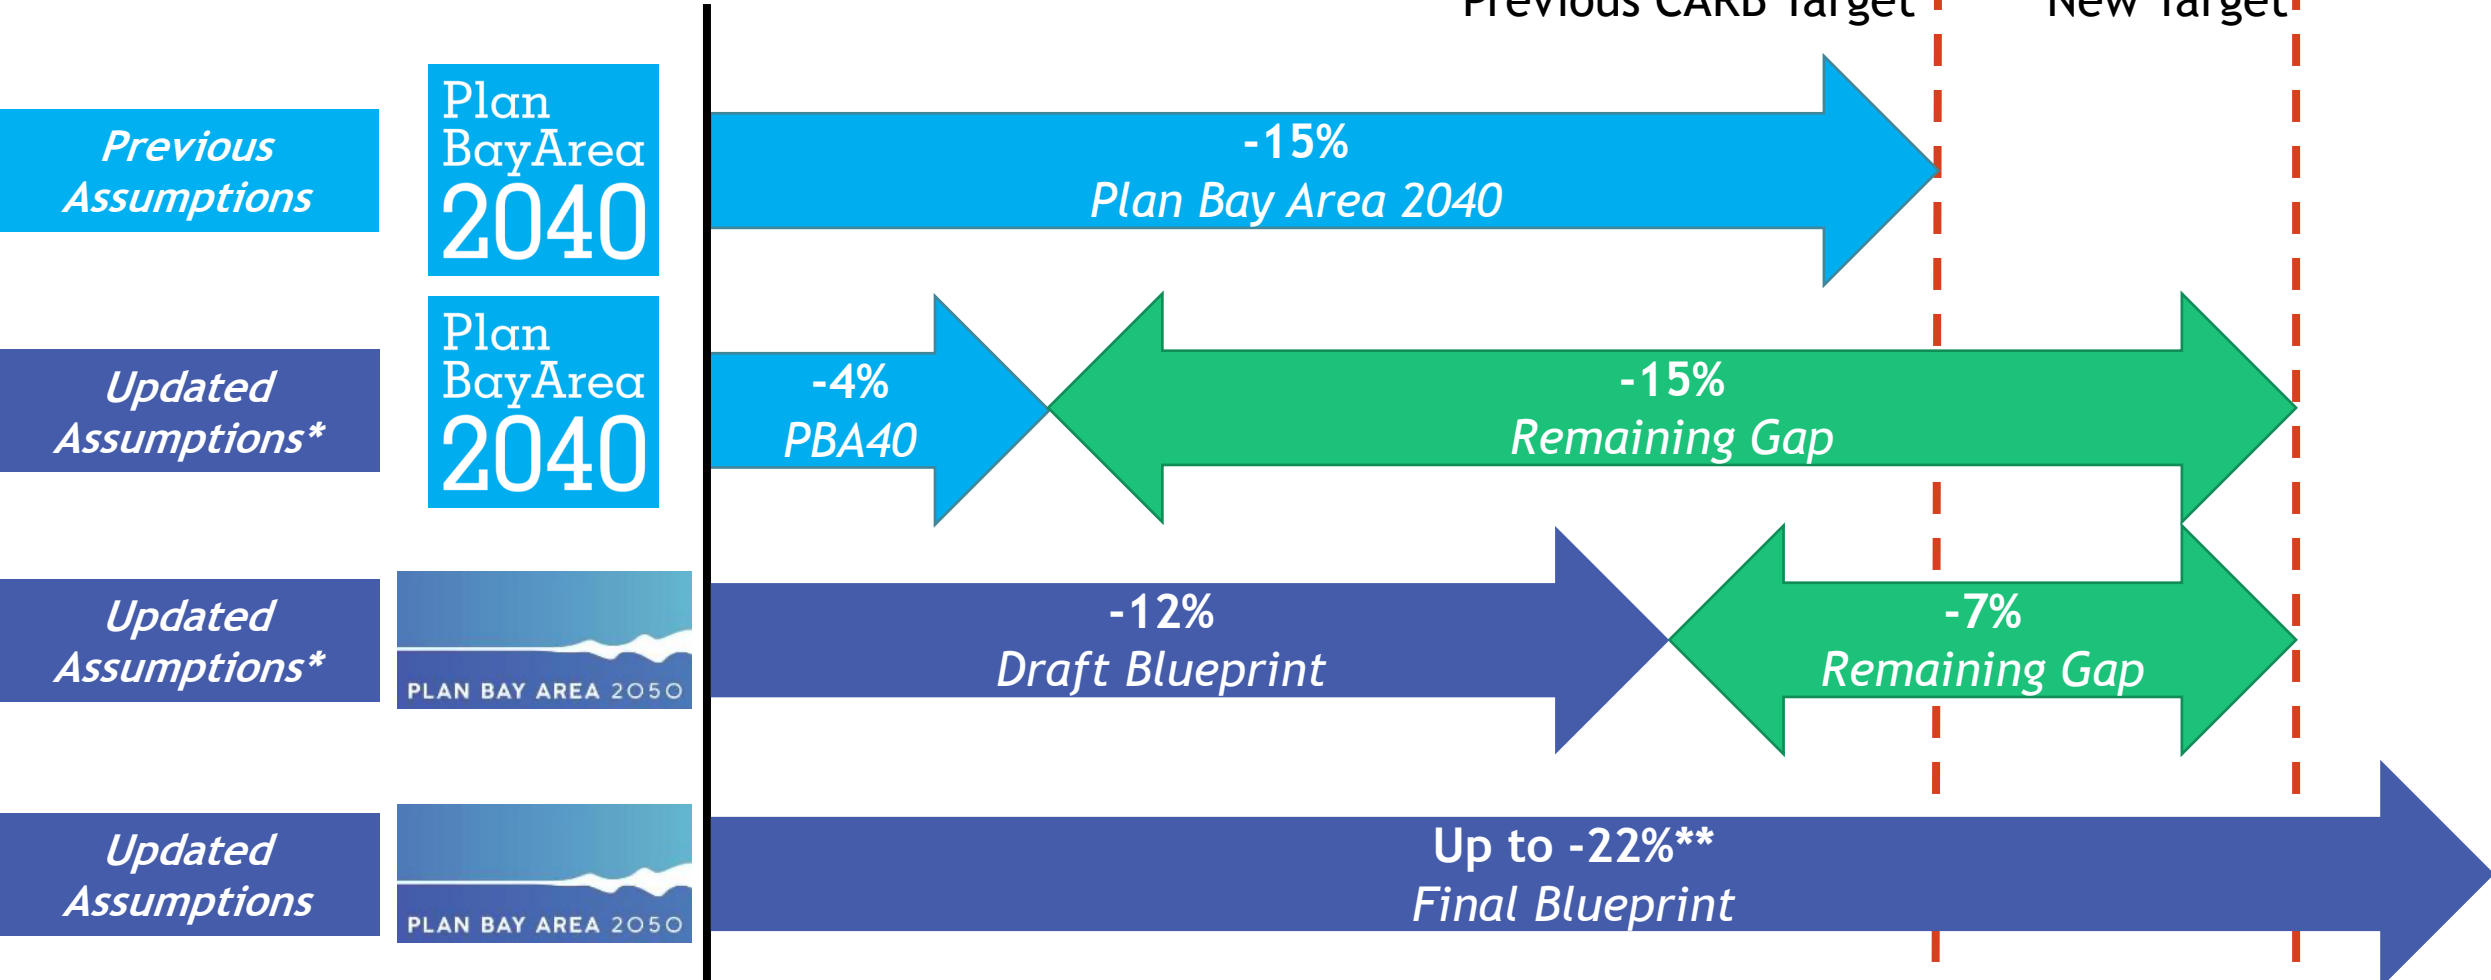 Previous CARB Target
New Target
Previous
Assumptions
Plan
BayArea
2040
-15%
Plan Bay Area 2040
Updated
Assumptions*
Plan
BayArea
2040
-4%
PBA40
-15%
Remaining Gap
Updated
Assumptions*
PLAN BAY AREA 2050
-12%
Draft Blueprint
-7%
Remaining Gap
Updated
Assumptions
PLAN BAY AREA 2050
Up to -22%**
Final Blueprint